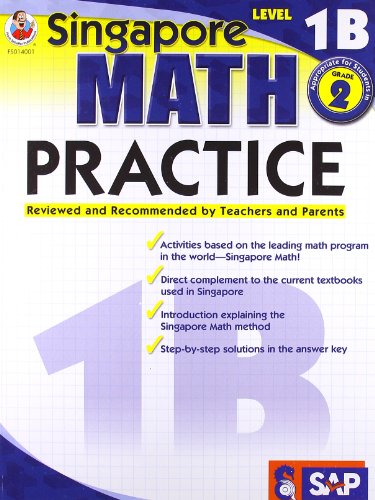 Singapore
LEVEL 1B
MATH
Appropriate for Students in
GRADE
2
FS014001
PRACTICE
Reviewed and Recommended by Teachers and Parents
Activities based on the leading math program
in the world—Singapore Math!
Direct complement to the current textbooks
used in Singapore
Introduction explaining the
Singapore Math method
Step-by-step solutions in the answer key
1B
SAP